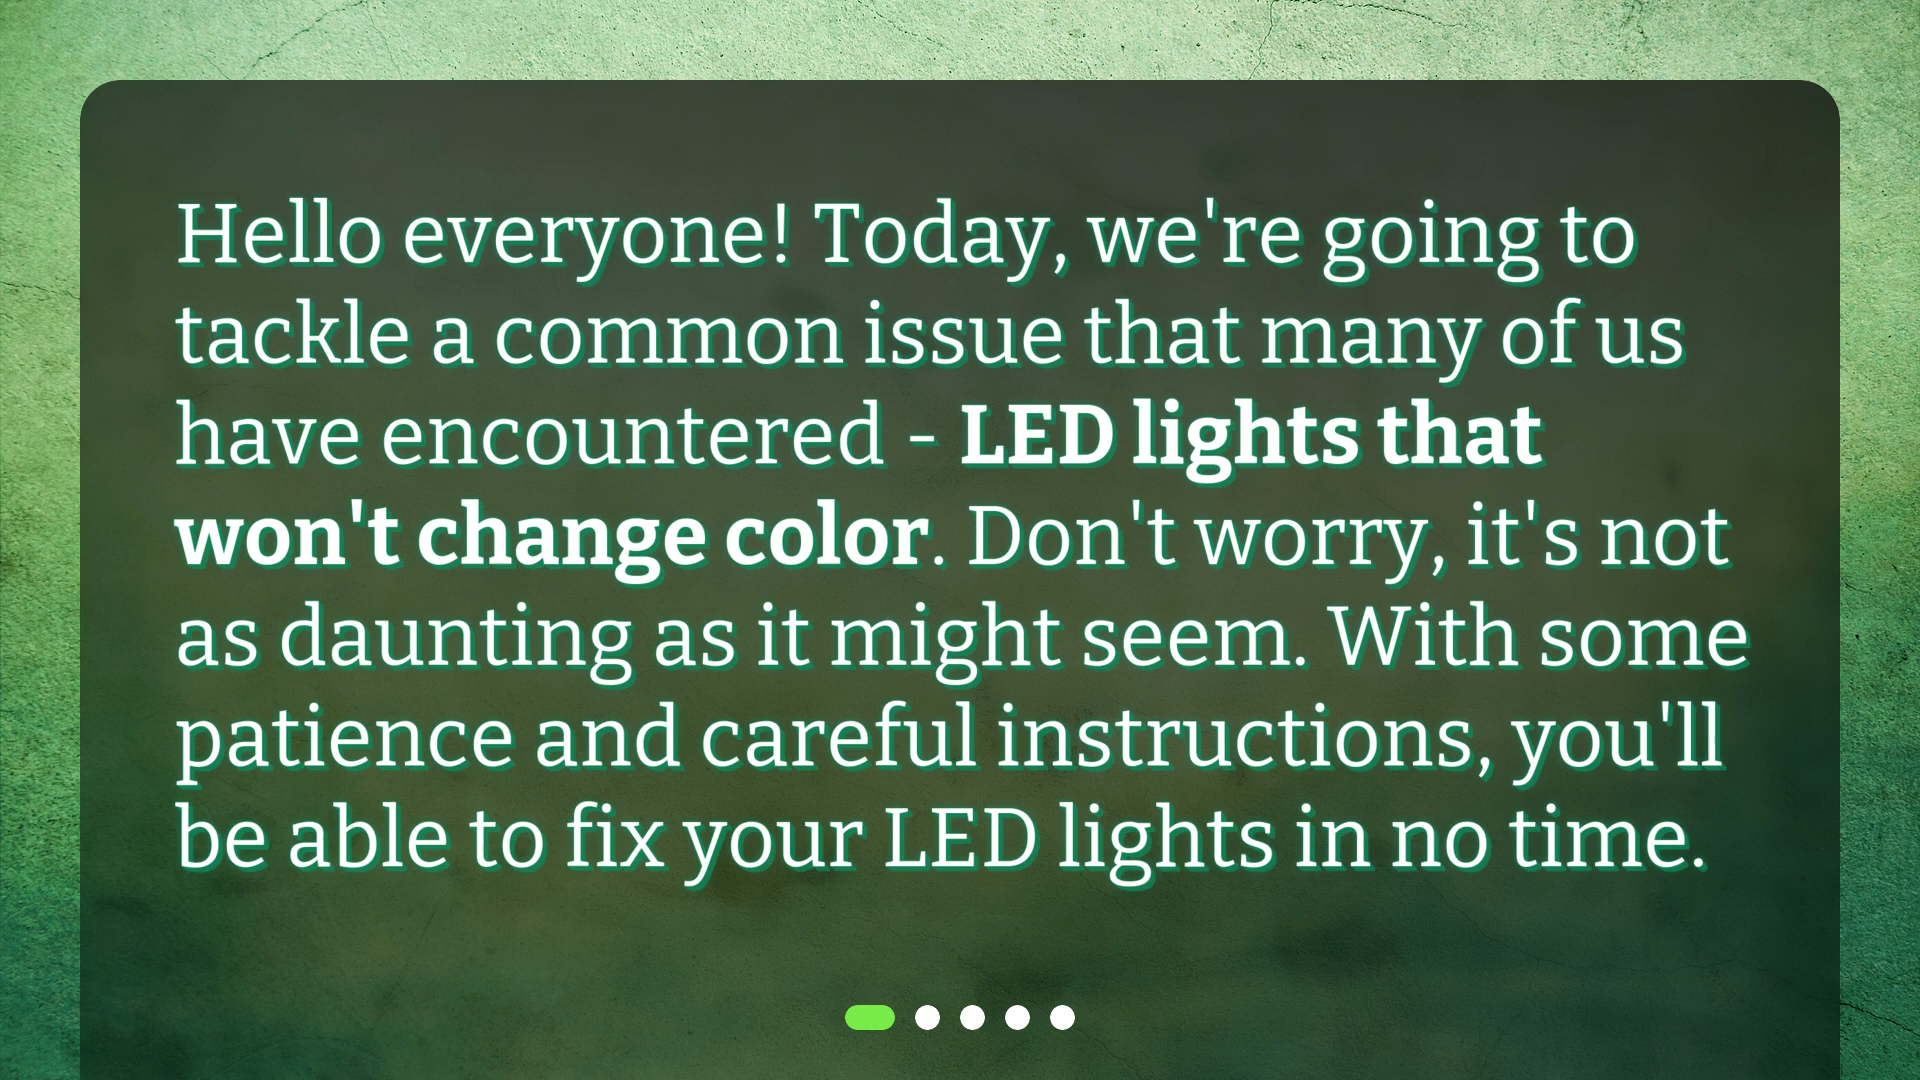 Hello everyone! Today, we're going to
tackle a common issue that many of us
have encountered - LED lights that
won't change color. Don't worry, it's not
as daunting as it might seem. With some
patience and careful instructions, you'll
be able to fix your LED lights in no time.